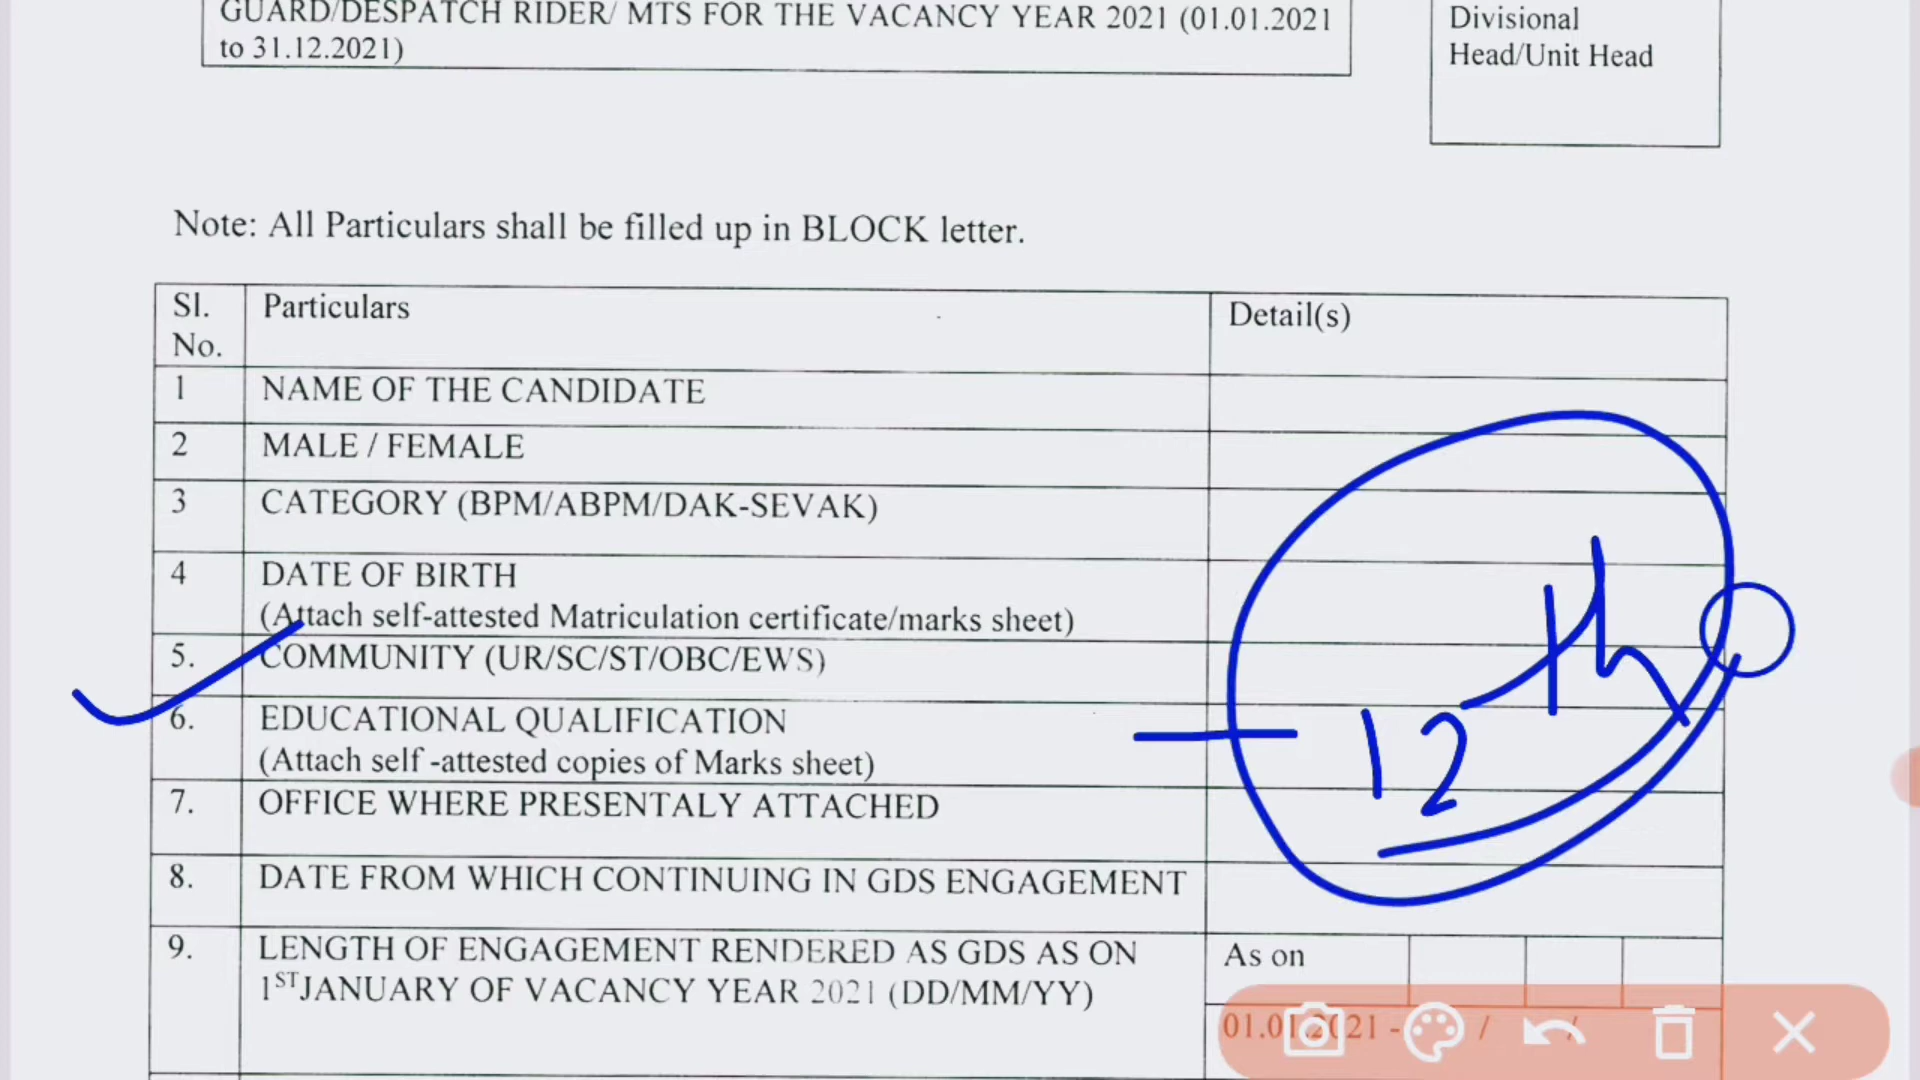 GUARD/DESPATCH RIDER/ MTS FOR THE VACANCY YEAR 2021 (01.01.2021
to 31.12.2021)
Divisional
Head/Unit Head
Note: All Particulars shall be filled up in BLOCK letter.
Sl.
No.
Particulars
Detail(s)
1
NAME OF THE CANDIDATE
2
MALE / FEMALE
3
CATEGORY (BPM/ABPM/DAK-SEVAK)
4
DATE OF BIRTH
(Attach self-attested Matriculation certificate/marks sheet)
5.
COMMUNITY (UR/SC/ST/OBC/EWS)
6.
EDUCATIONAL QUALIFICATION
(Attach self -attested copies of Marks sheet)
12th
7.
OFFICE WHERE PRESENTALY ATTACHED
8.
DATE FROM WHICH CONTINUING IN GDS ENGAGEMENT
9.
LENGTH OF ENGAGEMENT RENDERED AS GDS AS ON
1STJANUARY OF VACANCY YEAR 2021 (DD/MM/YY)
As on
01.01.2021 - / /